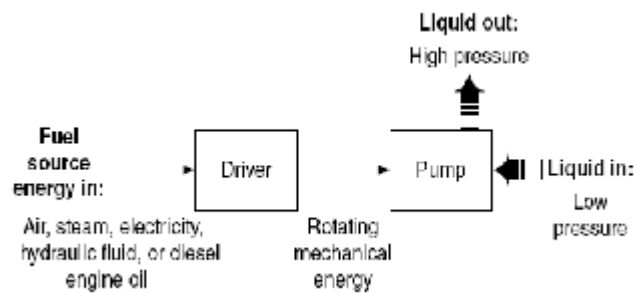 Liquid out:
High pressure
Fuel
source
energy in:
Driver
Pump
Liquid in:
Low
pressure
Air, steam, electricity,
hydraulic fluid, or diesel
engine oil
Rotating
mechanical
energy